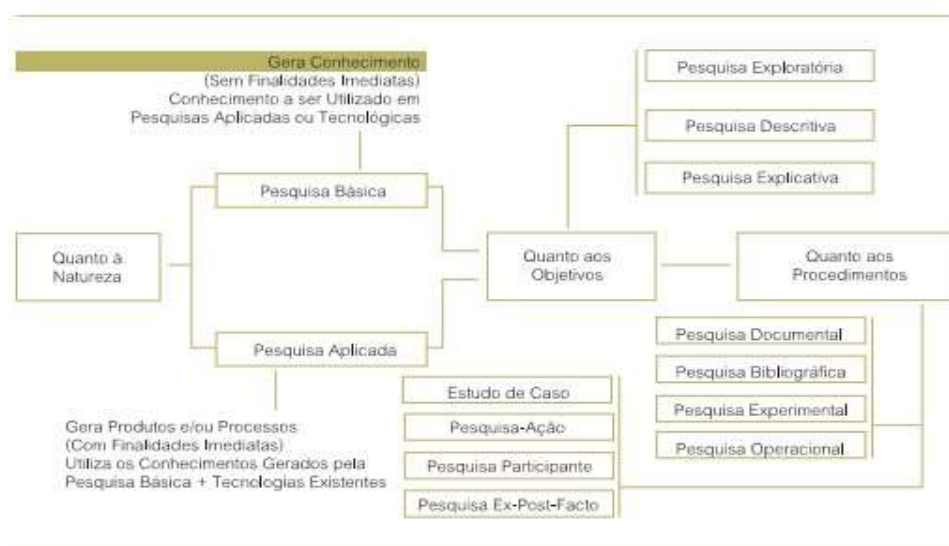 Gera Conhecimento
(Sem Finalidades Imediatas)
Conhecimento a ser Utilizado em
Pesquisas Aplicadas ou Tecnológicas
Pesquisa Exploratória
Pesquisa Descritiva
Pesquisa Explicativa
Pesquisa Básica
Quanto à
Natureza
Quanto aos
Objetivos
Quanto aos
Procedimentos
Pesquisa Aplicada
Pesquisa Documental
Pesquisa Bibliográfica
Pesquisa Experimental
Pesquisa Operacional
Estudo de Caso
Pesquisa-Ação
Pesquisa Participante
Pesquisa Ex-Post-Facto
Gera Produtos e/ou Processos
(Com Finalidades Imediatas)
Utiliza os Conhecimentos Gerados pela
Pesquisa Básica + Tecnologias Existentes